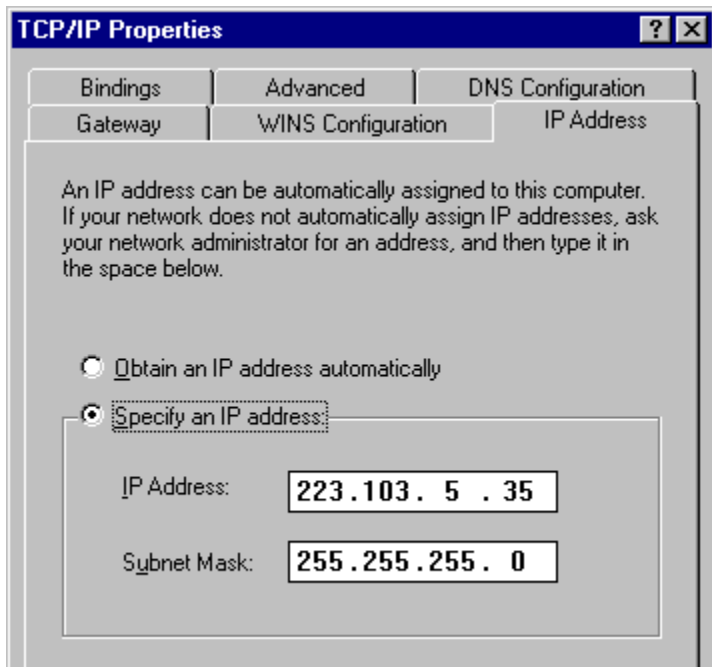 TCP/IP Properties
Bindings Advanced DNS Configuration
Gateway WINS Configuration IP Address
An IP address can be automatically assigned to this computer.
If your network does not automatically assign IP addresses, ask
your network administrator for an address, and then type it in
the space below.
Obtain an IP address automatically
Specify an IP address:
IP Address: 223.103. 5 .35
Subnet Mask: 255.255.255. 0